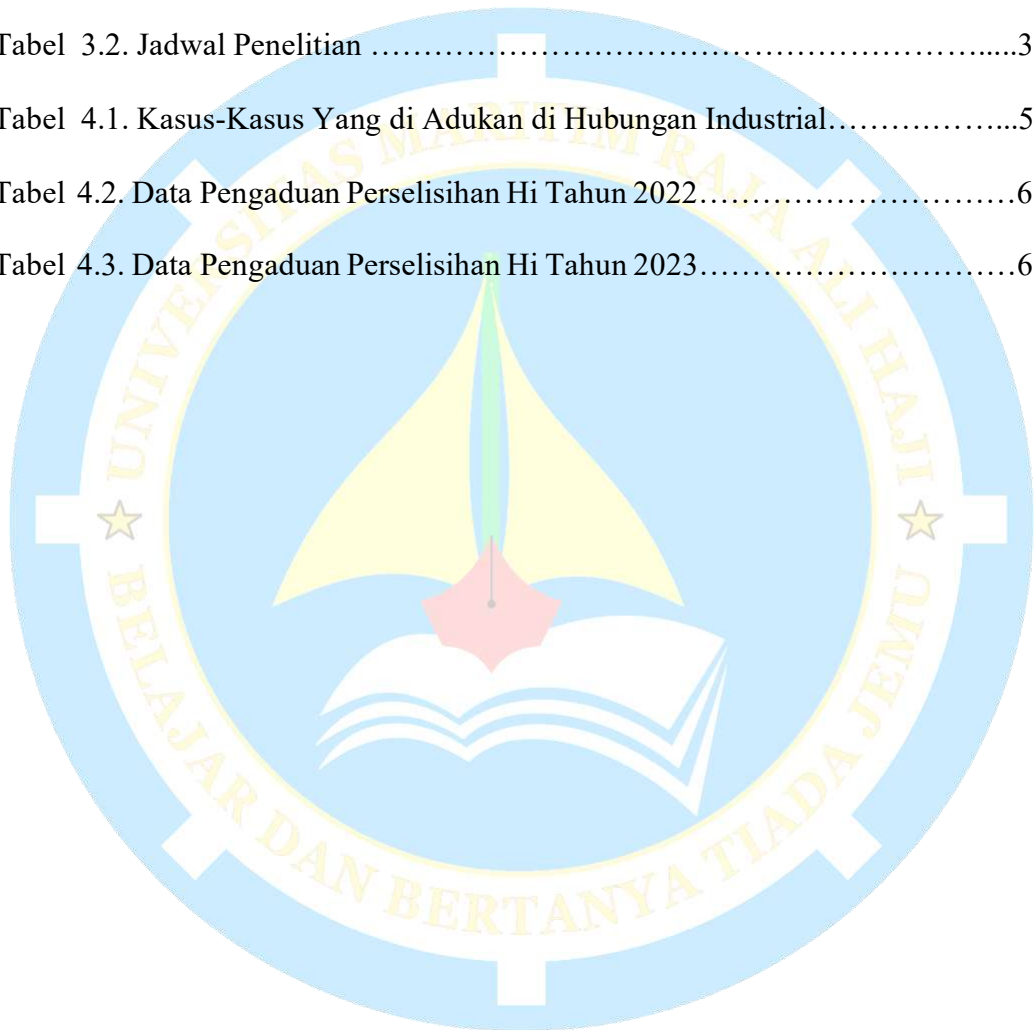 Tabel 3.2. Jadwal Penelitian …………………………………………………….....3
Tabel 4.1. Kasus-Kasus Yang di Adukan di Hubungan Industrial……………...5
Tabel 4.2. Data Pengaduan Perselisihan Hi Tahun 2022…………………………6
Tabel 4.3. Data Pengaduan Perselisihan Hi Tahun 2023…………………………6
UNIVERSITAS MARITIM RAJA ALI HAJI
BELAJAR DAN BERTANYA TIADA JEMU